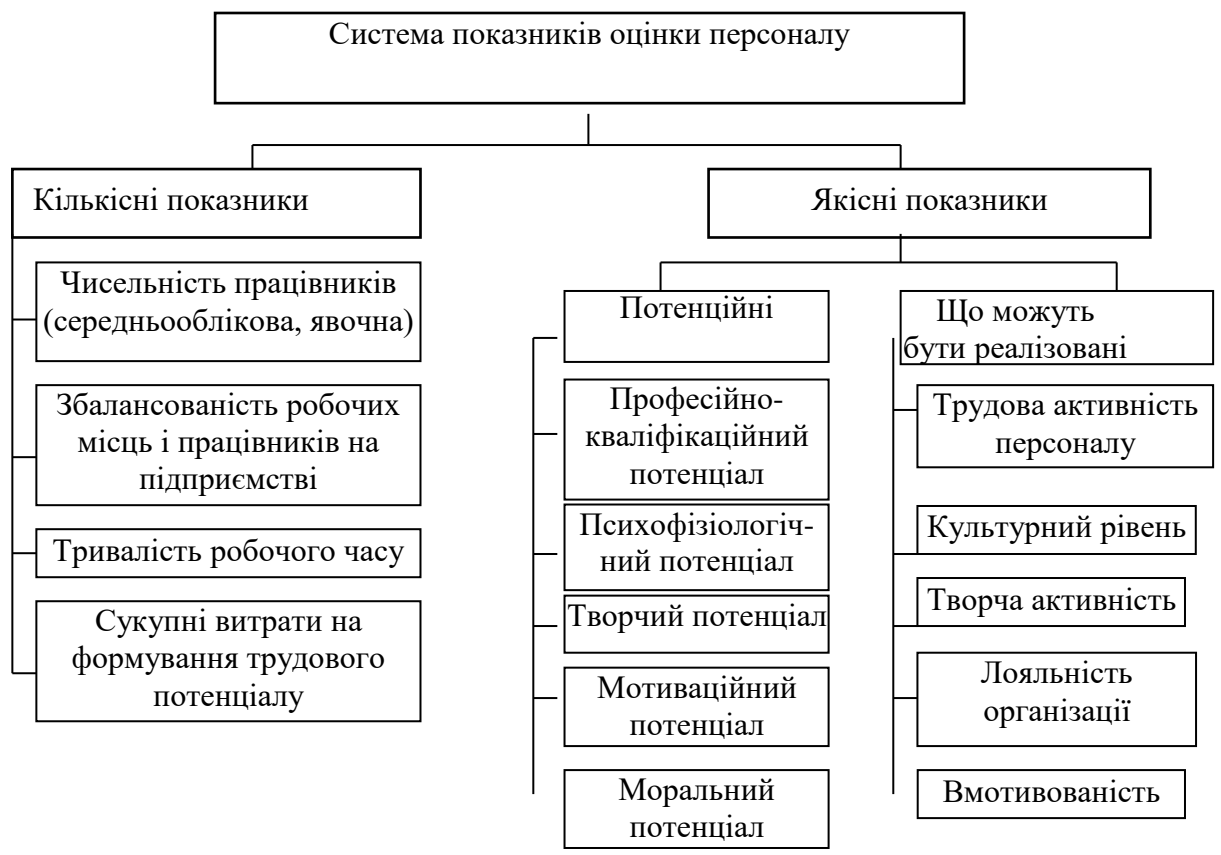 Система показників оцінки персоналу
Кількісні показники
Чисельність працівників
(середньооблікова, явочна)
Збалансованість робочих
місць і працівників на
підприємстві
Тривалість робочого часу
Сукупні витрати на
формування трудового
потенціалу
Якісні показники
Потенційні
Професійно-
кваліфікаційний
потенціал
Психофізіологіч-
ний потенціал
Творчий потенціал
Мотиваційний
потенціал
Моральний
потенціал
Що можуть
бути реалізовані
Трудова активність
персоналу
Культурний рівень
Творча активність
Лояльність
організації
Вмотивованість